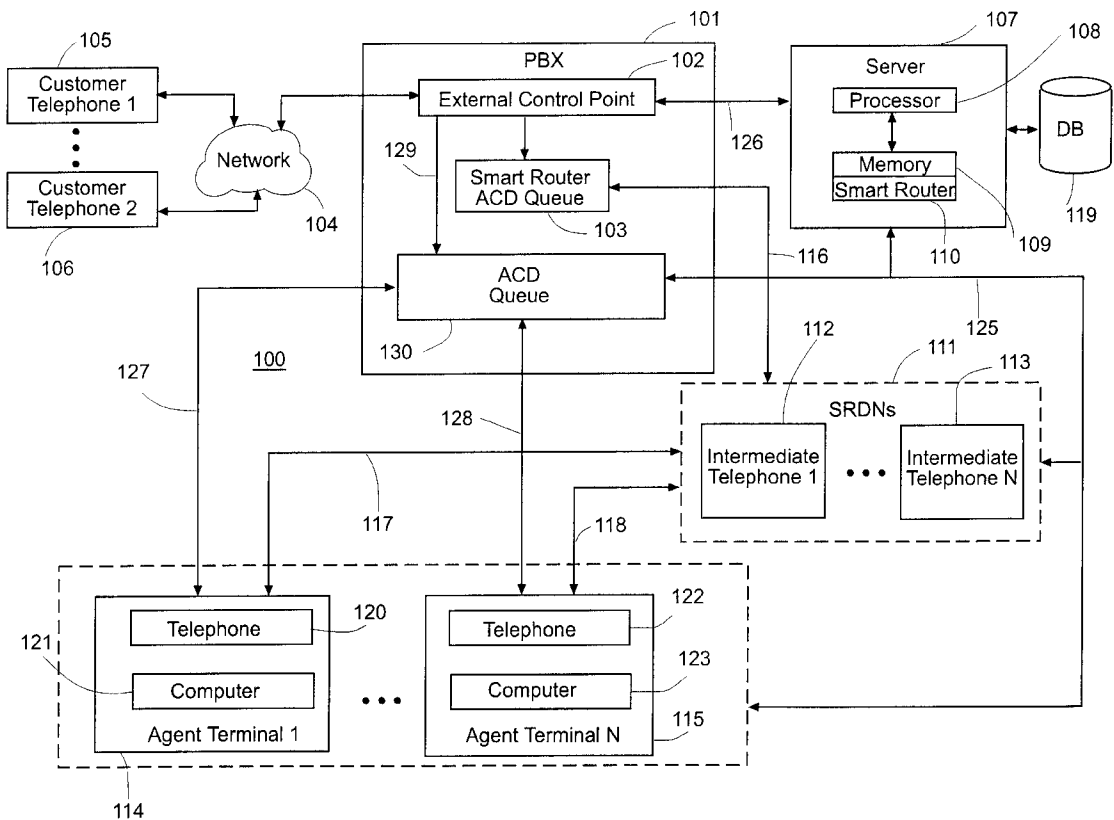 105
Customer
Telephone 1
Customer
Telephone 2
106
Network
104
101
PBX
102
External Control Point
129
Smart Router
ACD Queue
103
ACD
Queue
130
126
107
Server
108
Processor
Memory
Smart Router
110
109
DB
119
116
125
127
100
128
112
111
113
SRDNs
Intermediate
Telephone 1
Intermediate
Telephone N
117
118
120
Telephone
121
Computer
Agent Terminal 1
114
122
Telephone
123
Computer
Agent Terminal N
115